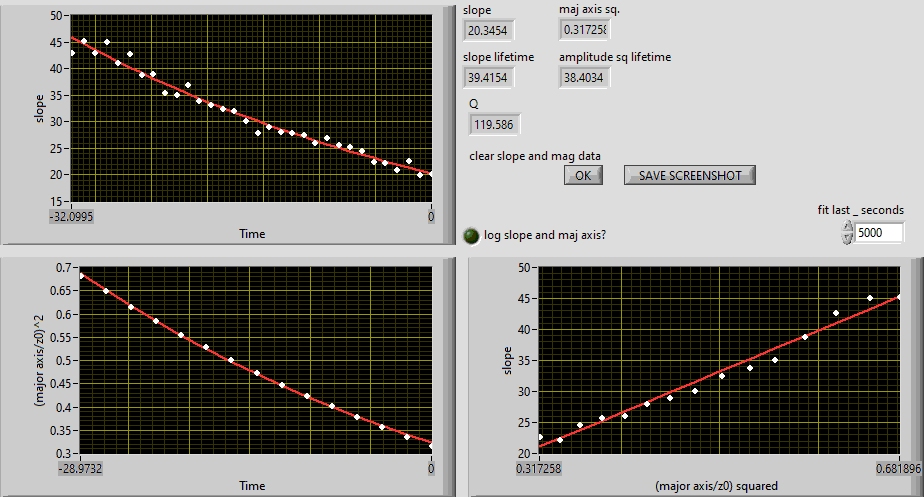 50
45
40
35
30
25
20
15
slope
-32.0995
0
Time
slope
maj axis sq.
20.3454
slope lifetime
amplitude sq lifetime
39.4154
38.4034
Q
119.586
clear slope and mag data
OK
SAVE SCREENSHOT
fit last _ seconds
log slope and maj axis?
5000
0.7
0.65
0.6
0.55
0.5
0.45
0.4
0.35
0.3
(major axis/z0)^2
-28.9732
0
Time
50
45
40
35
30
25
20
slope
0.317258
0.681896
(major axis/z0) squared